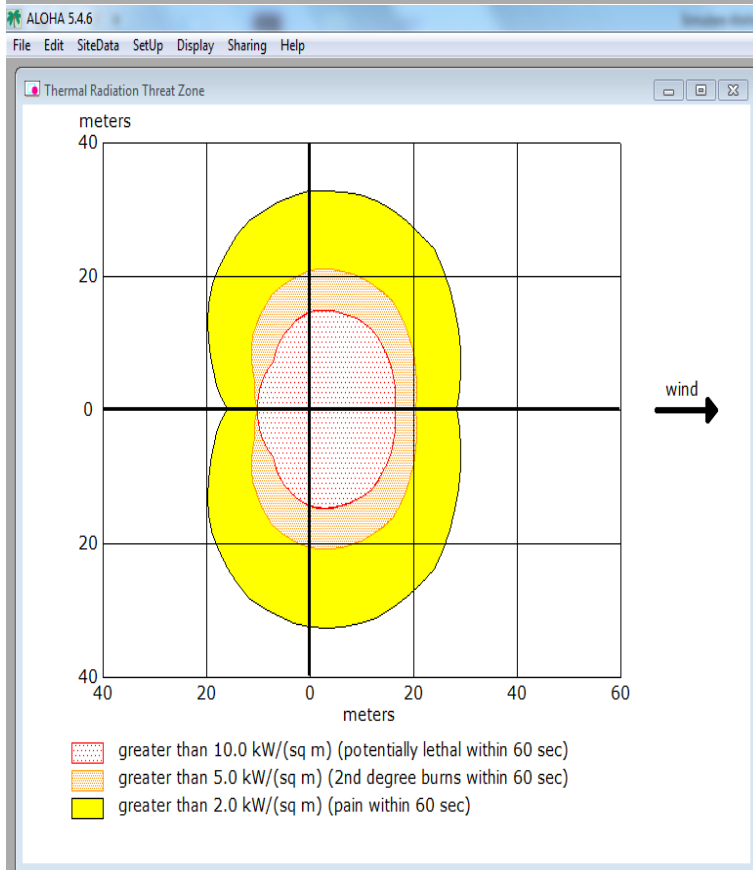 ALOHA 5.4.6
File Edit SiteData SetUp Display Sharing Help
Thermal Radiation Threat Zone
meters
40
20
0
20
40
wind
40 20 0 20 40 60
meters
greater than 10.0 kW/(sq m) (potentially lethal within 60 sec)
greater than 5.0 kW/(sq m) (2nd degree burns within 60 sec)
greater than 2.0 kW/(sq m) (pain within 60 sec)